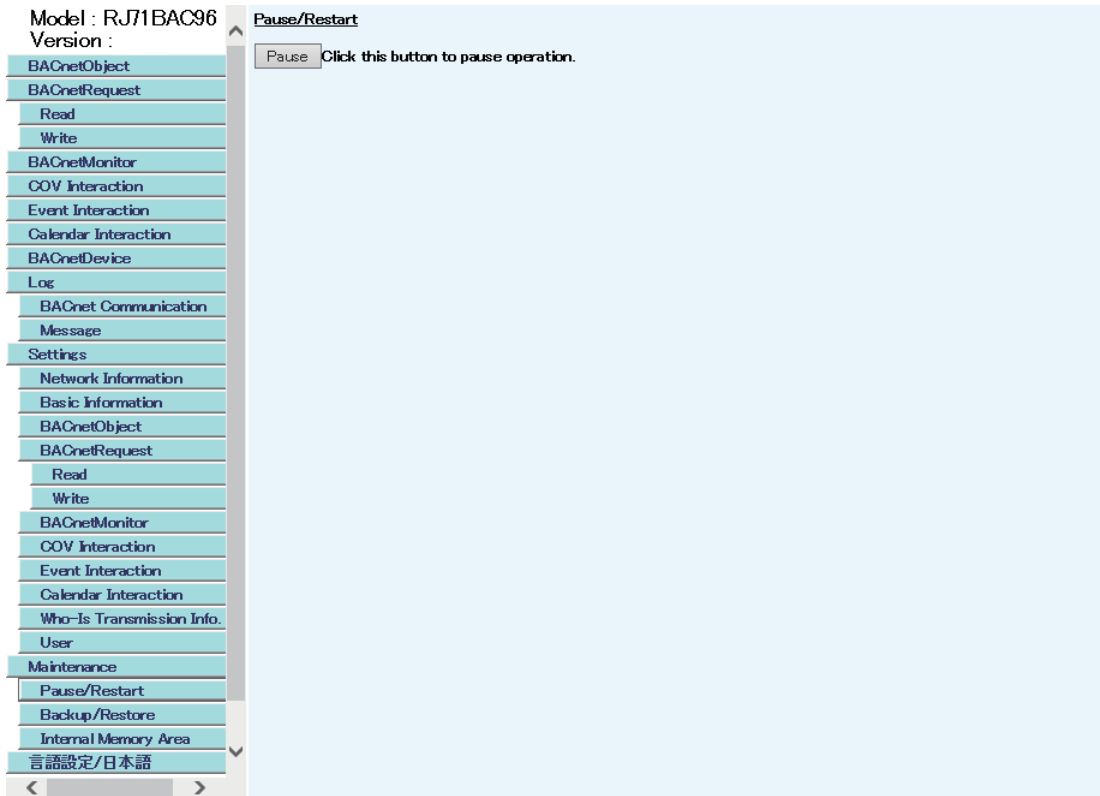 Model : RJ71BAC96
Version :
BACnetObject
BACnetRequest
Read
Write
BACnetMonitor
COV Interaction
Event Interaction
Calendar Interaction
BACnetDevice
Log
BACnet Communication
Message
Settings
Network Information
Basic Information
BACnetObject
BACnetRequest
Read
Write
BACnetMonitor
COV Interaction
Event Interaction
Calendar Interaction
Who-Is Transmission Info.
User
Maintenance
Pause/Restart
Backup/Restore
Internal Memory Area
言語設定/日本語
Pause/Restart
Pause Click this button to pause operation.